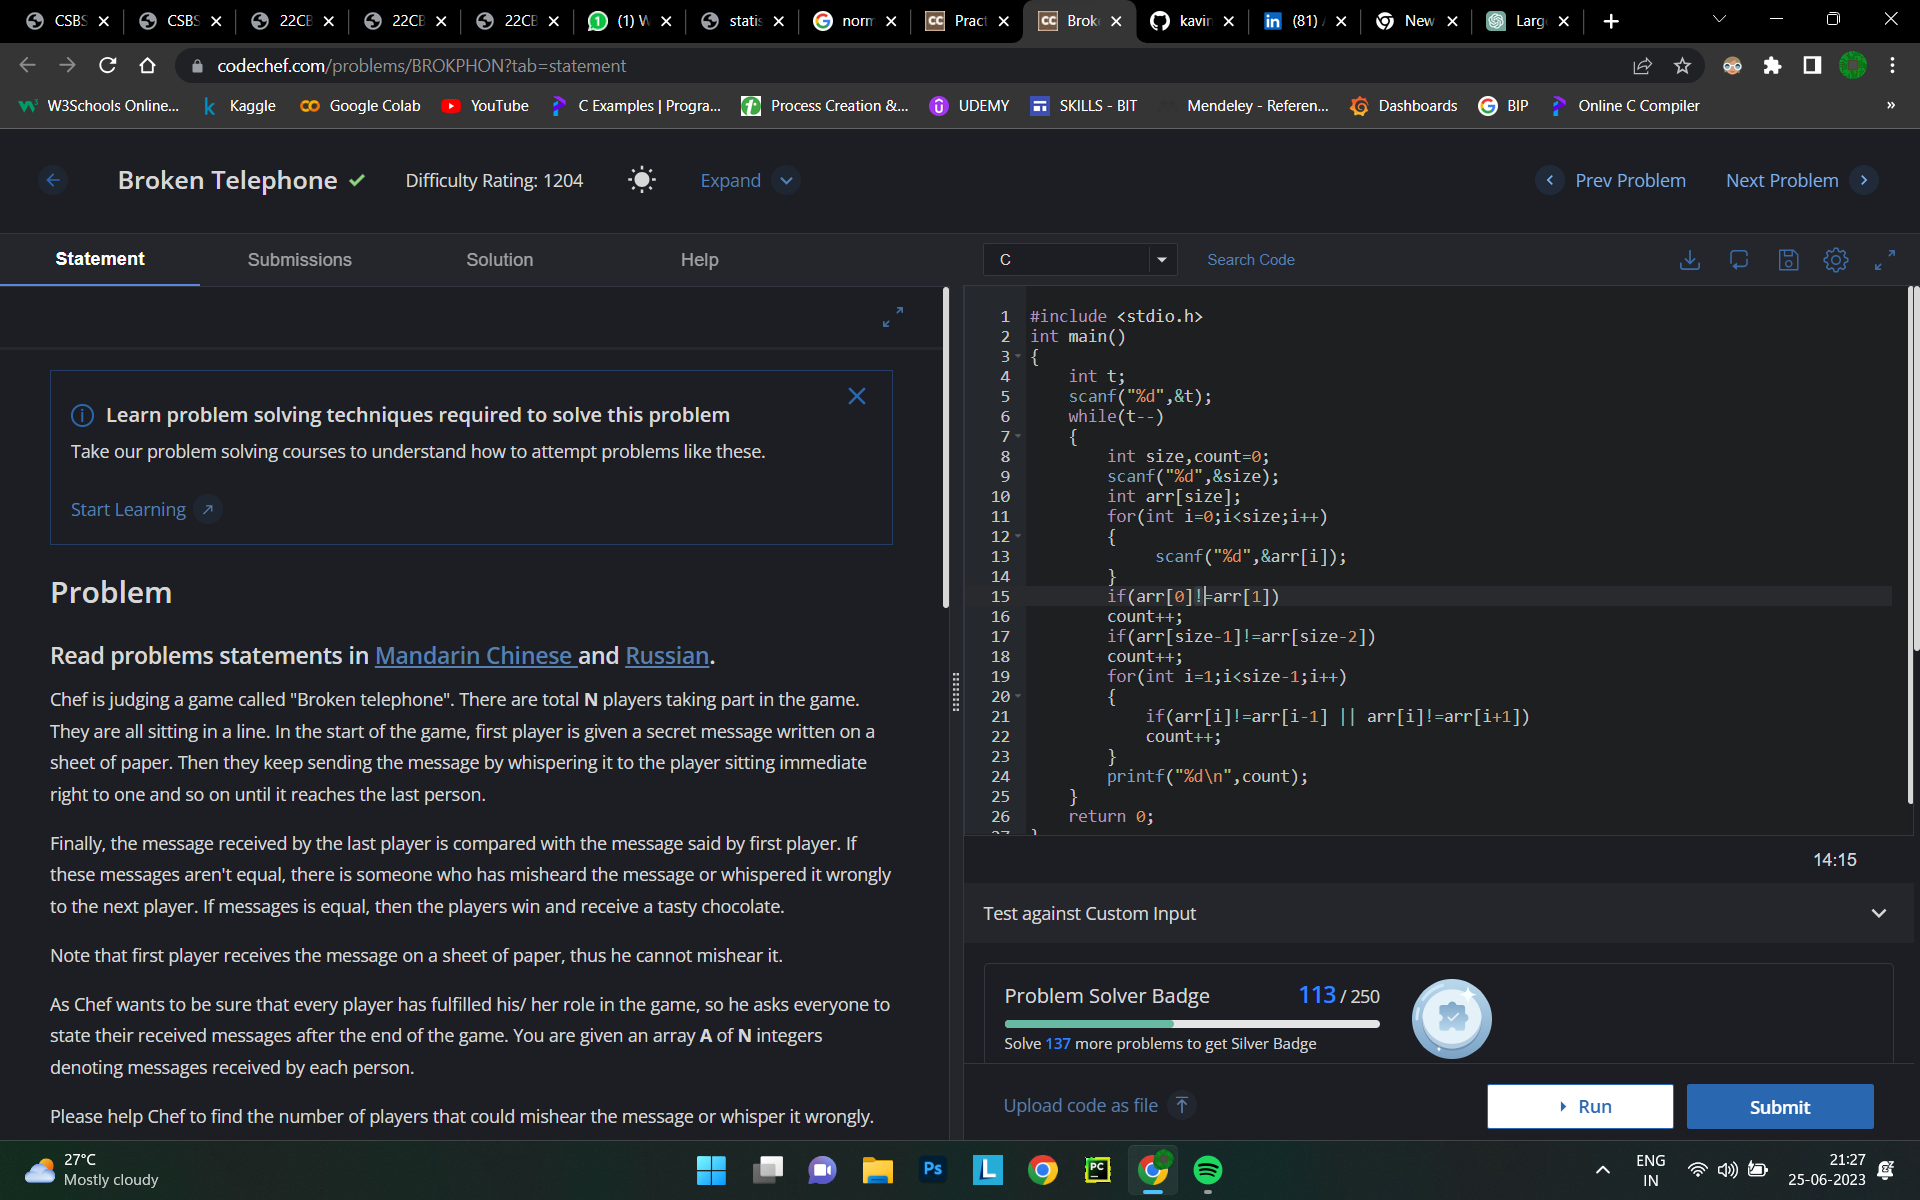 CSBS
CSBS
22CB
22CB
22CB
(1) W
statis
norm
Pract
Brok
kavin
(81)
New
Larg
codechef.com/problems/BROKPHON?tab=statement
W3Schools Online...
Kaggle
Google Colab
YouTube
C Examples | Progra...
Process Creation &...
UDEMY
SKILLS - BIT
Mendeley - Referen...
Dashboards
BIP
Online C Compiler
»
Broken Telephone
Difficulty Rating: 1204
Expand
Prev Problem
Next Problem
Statement
Submissions
Solution
Help
Learn problem solving techniques required to solve this problem
Take our problem solving courses to understand how to attempt problems like these.
Start Learning
Problem
Read problems statements in Mandarin Chinese and Russian.
Chef is judging a game called "Broken telephone". There are total N players taking part in the game.
They are all sitting in a line. In the start of the game, first player is given a secret message written on a
sheet of paper. Then they keep sending the message by whispering it to the player sitting immediate
right to one and so on until it reaches the last person.
Finally, the message received by the last player is compared with the message said by first player. If
these messages aren't equal, there is someone who has misheard the message or whispered it wrongly
to the next player. If messages is equal, then the players win and receive a tasty chocolate.
Note that first player receives the message on a sheet of paper, thus he cannot mishear it.
As Chef wants to be sure that every player has fulfilled his/ her role in the game, so he asks everyone to
state their received messages after the end of the game. You are given an array A of N integers
denoting messages received by each person.
Please help Chef to find the number of players that could mishear the message or whisper it wrongly.
C
Search Code
1 #include <stdio.h>
2 int main()
3 {
4 int t;
5 scanf("%d",&t);
6 while(t--)
7 {
8 int size,count=0;
9 scanf("%d",&size);
10 int arr[size];
11 for(int i=0;i<size;i++)
12 {
13 scanf("%d",&arr[i]);
14 }
15 if(arr[0]!=arr[1])
16 count++;
17 if(arr[size-1]!=arr[size-2])
18 count++;
19 for(int i=1;i<size-1;i++)
20 {
21 if(arr[i]!=arr[i-1] || arr[i]!=arr[i+1])
22 count++;
23 }
24 printf("%d\n",count);
25 }
26 return 0;
14:15
Test against Custom Input
Problem Solver Badge
113 / 250
Solve 137 more problems to get Silver Badge
Upload code as file
Run
Submit
27°C
Mostly cloudy
Ps
L
PC
ENG
IN
21:27
25-06-2023